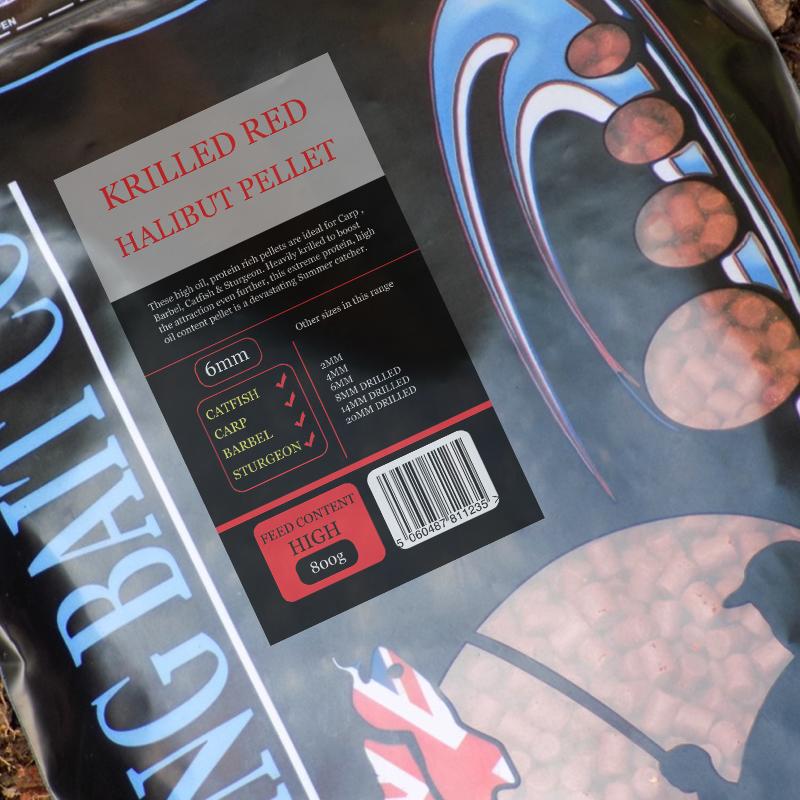 KRILLED RED
HALIBUT PELLET
These high oil, protein rich pellets are ideal for Carp ,
Barbel, Catfish & Sturgeon. Heavily krilled to boost
the attraction even further, this extreme protein, high
oil content pellet is a devastating Summer catcher.
6mm
CATFISH
CARP
BARBEL
STURGEON
Other sizes in this range
2MM
4MM
6MM
8MM DRILLED
14MM DRILLED
20MM DRILLED
FEED CONTENT
HIGH
800g
5 060487 811235 >
NG BAIT CO